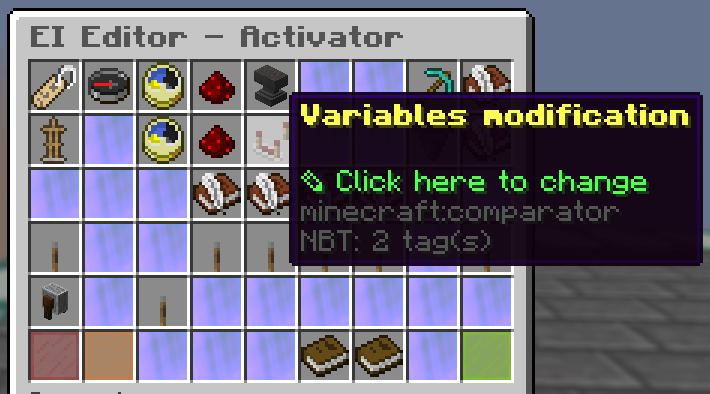 EI Editor - Activator
Variables modification
✎ Click here to change
minecraft:comparator
NBT: 2 tag(s)